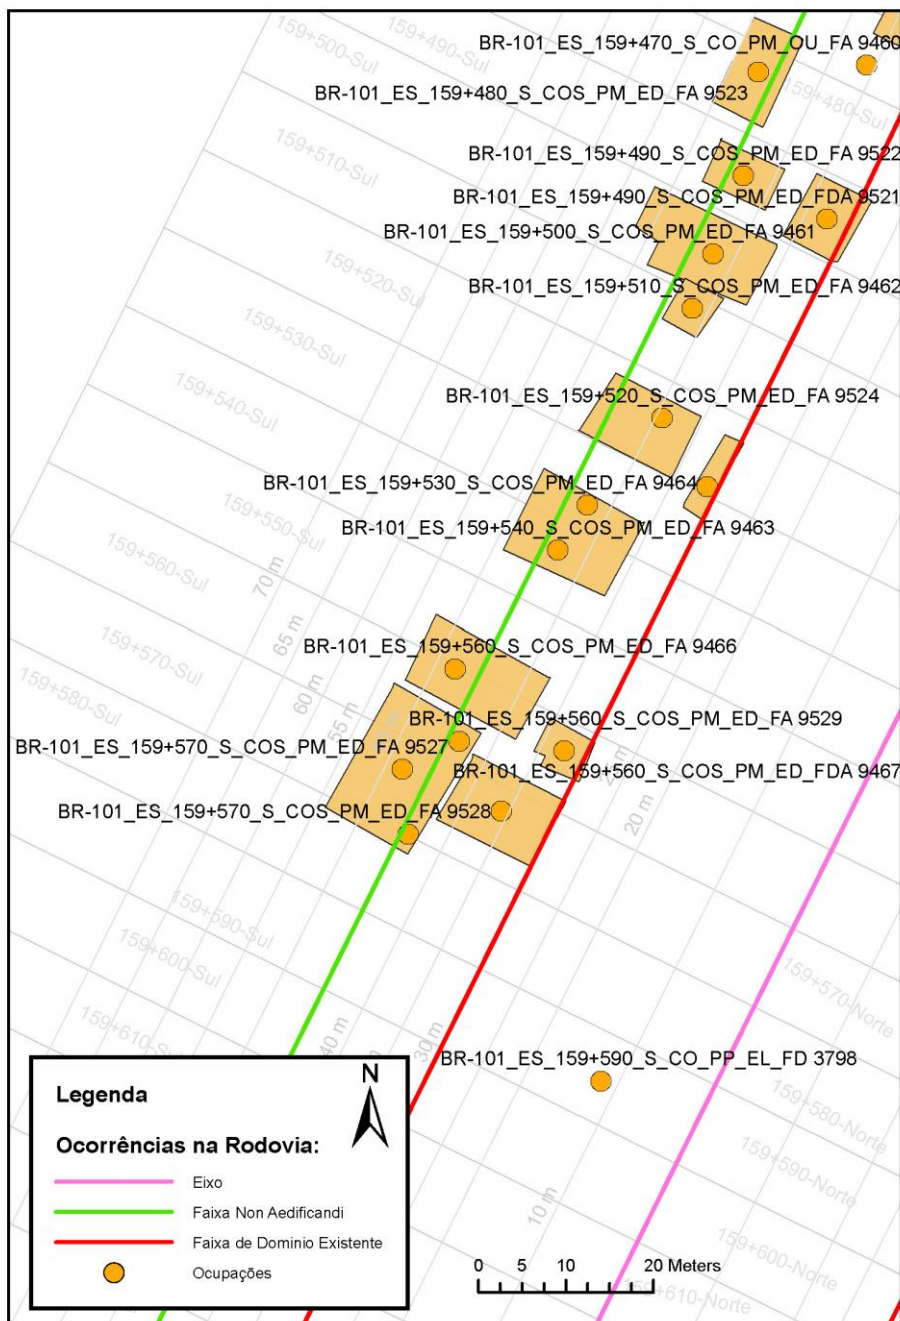 159+490-Sul
159+500-Sul
BR-101_ES_159+470_S_CO_PM_OU_FA 9460
BR-101_ES_159+480_S_COS_PM_ED_FA 9523
159+480-Sul
159+510-Sul
BR-101_ES_159+490_S_COS_PM_ED_FA 9522
BR-101_ES_159+490_S_COS_PM_ED_FDA 9521
BR-101_ES_159+500_S_COS_PM_ED_FA 9461
159+520-Sul
BR-101_ES_159+510_S_COS_PM_ED_FA 9462
159+530-Sul
159+540-Sul
BR-101_ES_159+520_S_COS_PM_ED_FA 9524
BR-101_ES_159+530_S_COS_PM_ED_FA 9464
159+550-Sul
BR-101_ES_159+540_S_COS_PM_ED_FA 9463
159+560-Sul
70 m
65 m
159+570-Sul
BR-101_ES_159+560_S_COS_PM_ED_FA 9466
60 m
159+580-Sul
55 m
BR-101_ES_159+560_S_COS_PM_ED_FA 9529
BR-101_ES_159+570_S_COS_PM_ED_FA 9527
BR-101_ES_159+560_S_COS_PM_ED_FDA 9467
BR-101_ES_159+570_S_COS_PM_ED_FA 9528
20 m
159+590-Sul
159+600-Sul
159+570-Norte
159+610-S
40 m
30 m
BR-101_ES_159+590_S_CO_PP_EL_FD 3798
159+580-Norte
159+590-Norte
10 m
159+600-Norte
159+610-Norte
N
Legenda
Ocorrências na Rodovia:
Eixo
Faixa Non Aedificandi
Faixa de Dominio Existente
Ocupações
0 5 10 20 Meters